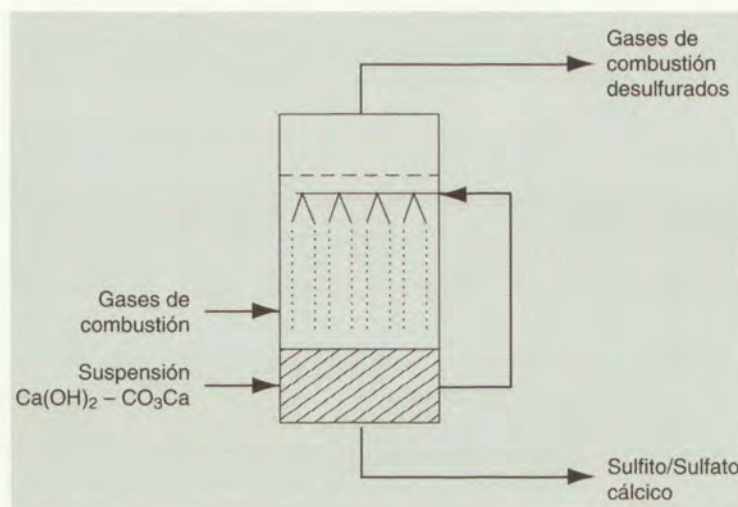 Gases de
combustión
desulfurados
Gases de
combustión
Suspensión
Ca(OH)₂ – CO₃Ca
Sulfito/Sulfato
cálcico